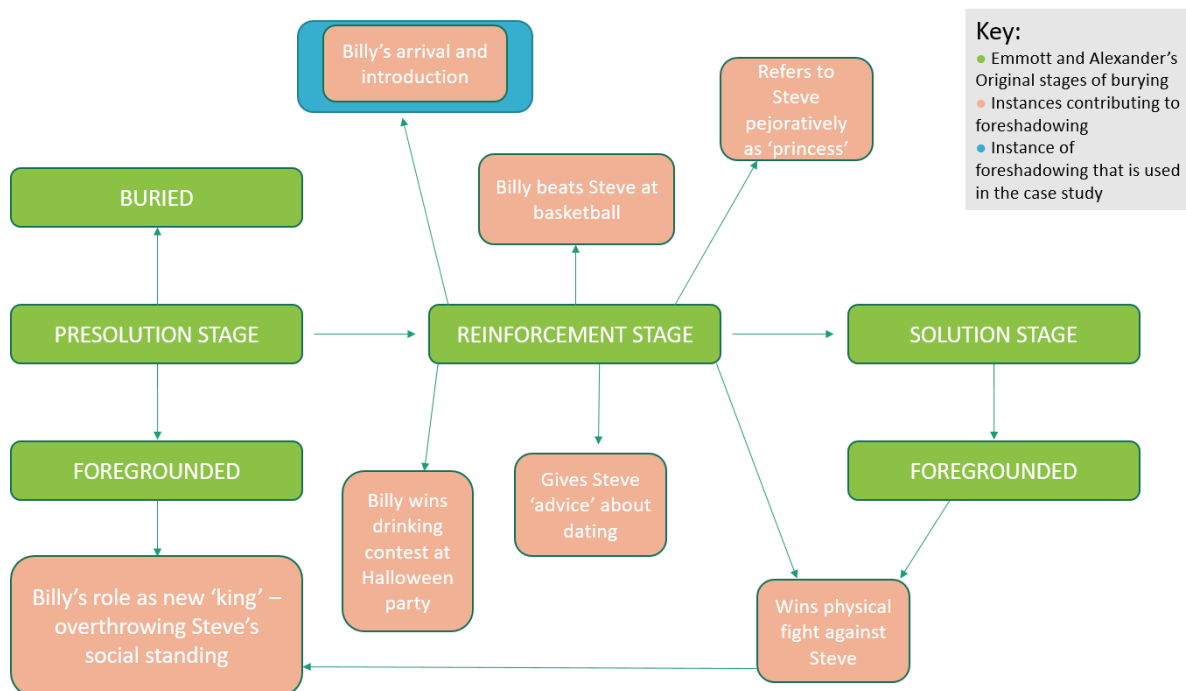 Billy’s arrival and
introduction
Refers to
Steve
pejoratively
as ‘princess’
Key:
● Emmott and Alexander’s
Original stages of burying
● Instances contributing to
foreshadowing
● Instance of
foreshadowing that is used
in the case study
BURIED
Billy beats Steve at
basketball
PRESOLUTION STAGE
REINFORCEMENT STAGE
SOLUTION STAGE
FOREGROUNDED
Billy wins
drinking
contest at
Halloween
party
Gives Steve
‘advice’ about
dating
FOREGROUNDED
Billy’s role as new ‘king’ –
overthrowing Steve’s
social standing
Wins physical
fight against
Steve